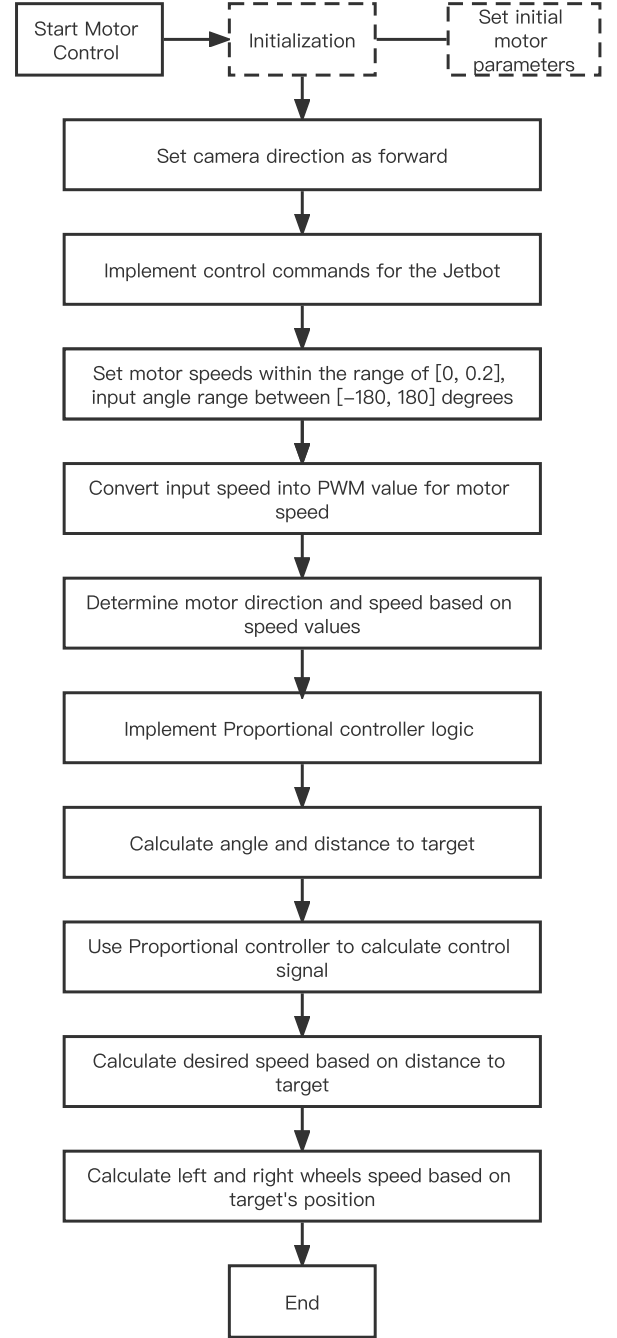 Start Motor
Control
Initialization
Set initial
motor
parameters
Set camera direction as forward
Implement control commands for the Jetbot
Set motor speeds within the range of [0, 0.2],
input angle range between [−180, 180] degrees
Convert input speed into PWM value for motor
speed
Determine motor direction and speed based on
speed values
Implement Proportional controller logic
Calculate angle and distance to target
Use Proportional controller to calculate control
signal
Calculate desired speed based on distance to
target
Calculate left and right wheels speed based on
target's position
End